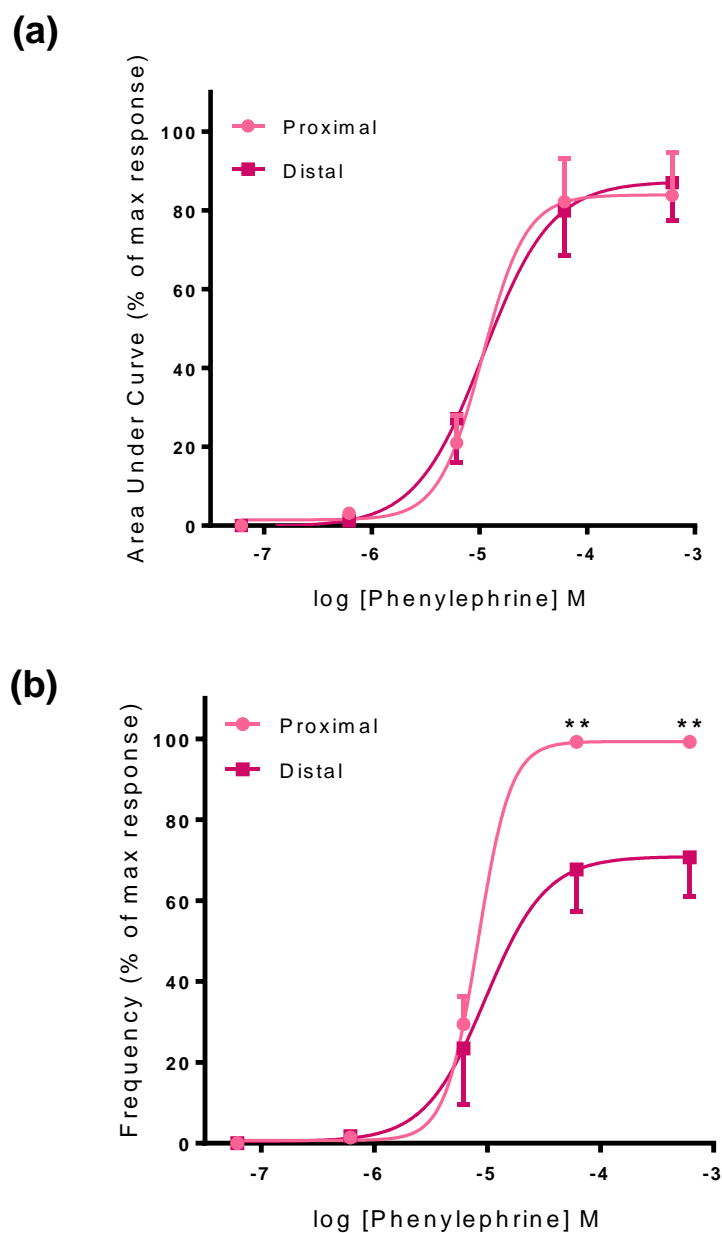 (a)
Area Under Curve (% of max response)
Proximal
Distal
100
80
60
40
20
0
-7 -6 -5 -4 -3
log [Phenylephrine] M
(b)
Frequency (% of max response)
Proximal
Distal
** **
100
80
60
40
20
0
-7 -6 -5 -4 -3
log [Phenylephrine] M